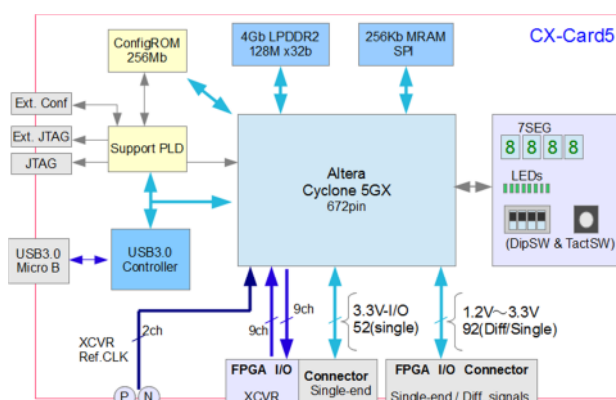 CX-Card5
ConfigROM
256Mb
4Gb LPDDR2
128M x32b
256Kb MRAM
SPI
Ext. Conf
Ext. JTAG
JTAG
Support PLD
Altera
Cyclone 5GX
672pin
7SEG
8 8 8 8
LEDs
(DipSW & TactSW)
USB3.0
Micro B
USB3.0
Controller
XCVR
Ref.CLK
2ch
9ch
9ch
3.3V-I/O
52(single)
1.2V～3.3V
92(Diff/Single)
P N
FPGA I/O
XCVR
Connector
Single-end
FPGA I/O Connector
Single-end / Diff. signals